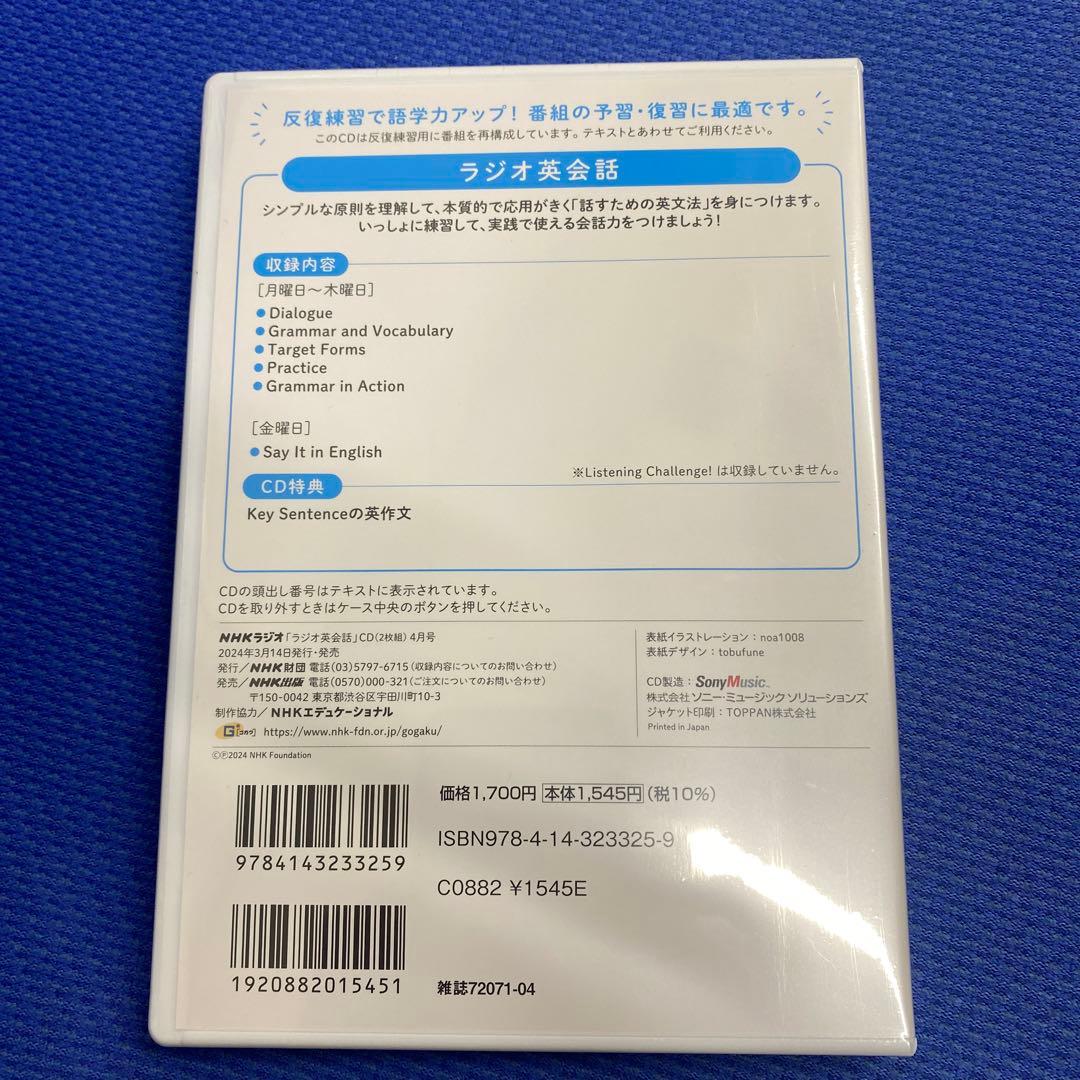 反復練習で語学力アップ! 番組の予習・復習に最適です。
このCDは反復練習用に番組を再構成しています。テキストとあわせてご利用ください。
ラジオ英会話
シンプルな原則を理解して、本質的で応用がきく「話すための英文法」を身につけます。
いっしょに練習して、実践で使える会話力をつけましょう!
収録内容
[月曜日〜木曜日]
● Dialogue
● Grammar and Vocabulary
● Target Forms
● Practice
● Grammar in Action
[金曜日]
● Say It in English
※Listening Challenge! は収録していません。
CD特典
Key Sentenceの英作文
CDの頭出し番号はテキストに表示されています。
CDを取り外すときはケース中央のボタンを押してください。
NHKラジオ「ラジオ英会話」CD(2枚組) 4月号
2024年3月14日発行・発売
発行/NHK財団 電話(03)5797-6715(収録内容についてのお問い合わせ)
発売/NHK出版 電話(0570)000-321(ご注文についてのお問い合わせ)
〒150-0042 東京都渋谷区宇田川町10-3
制作協力/NHKエデュケーショナル
https://www.nhk-fdn.or.jp/gogaku/
©℗2024 NHK Foundation
表紙イラストレーション:noa1008
表紙デザイン:tobufune
CD製造:SonyMusic
株式会社 ソニー・ミュージックソリューションズ
ジャケット印刷:TOPPAN株式会社
Printed in Japan
価格1,700円 本体1,545円(税10%)
ISBN978-4-14-323325-9
9784143233259
C0882 ¥1545E
1920882015451
雑誌72071-04